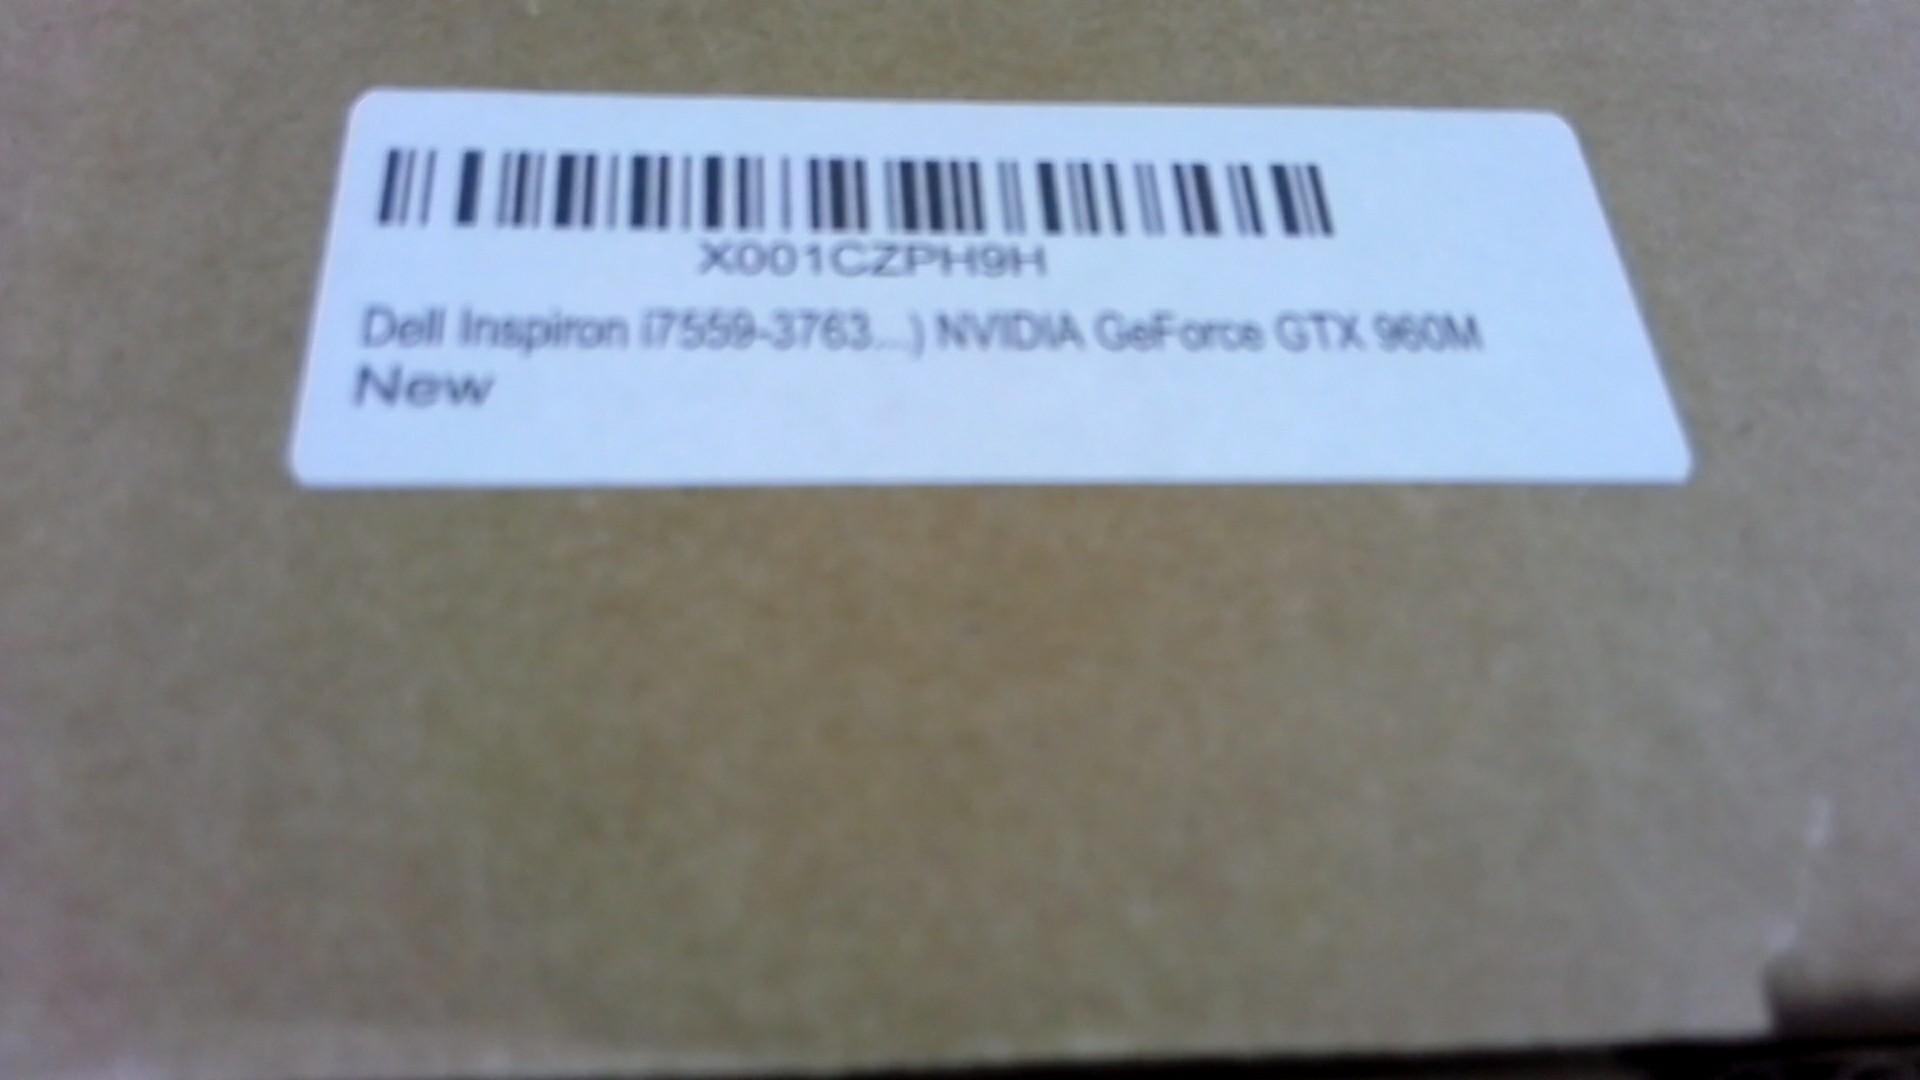 X001CZPH9H
Dell Inspiron i7559-3763...) NVIDIA GeForce GTX 960M
New